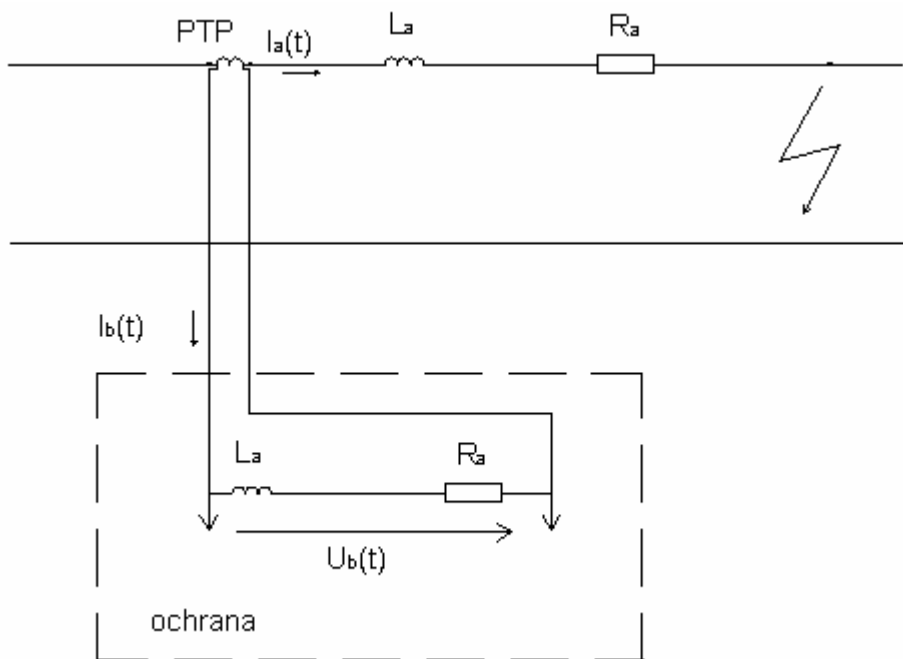 PTP
Ia(t)
La
Ra
Ib(t)
La
Ra
Ub(t)
ochrana